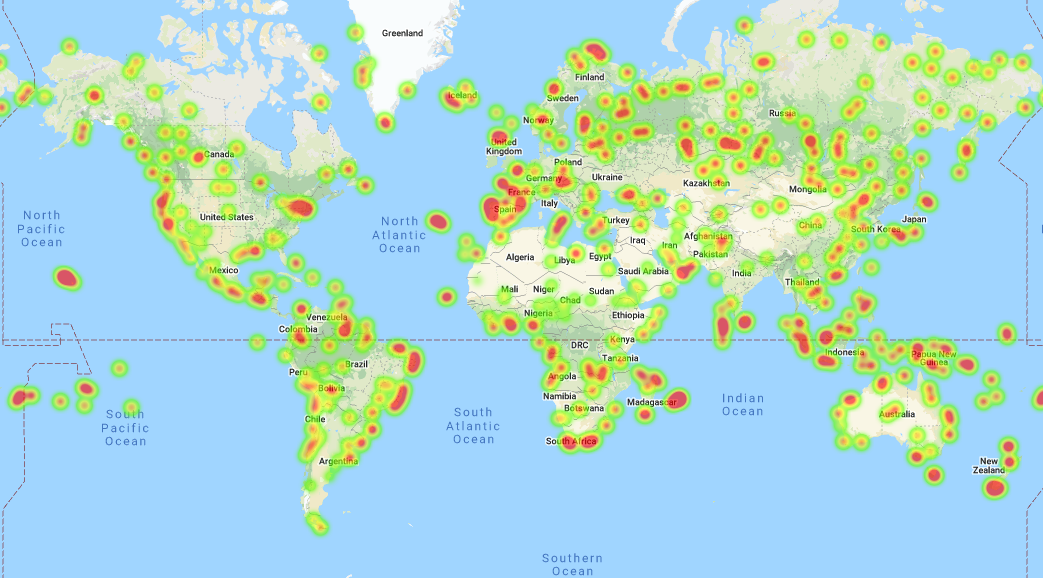 Greenland
Iceland
Finland
Sweden
Norway
Russia
United
Kingdom
Poland
Canada
Germany
Ukraine
France
Kazakhstan
Mongolia
North
Pacific
Ocean
United States
North
Atlantic
Ocean
Spain
Italy
Turkey
China
Japan
South Korea
Iraq
Iran
Afghanistan
Pakistan
Algeria
Libya
Egypt
Saudi Arabia
India
Mexico
Mali
Niger
Chad
Sudan
Thailand
Venezuela
Colombia
Nigeria
Ethiopia
Kenya
DRC
Indonesia
Papua New
Guinea
Peru
Brazil
Tanzania
Bolivia
Angola
Namibia
Botswana
Madagascar
Indian
Ocean
South
Pacific
Ocean
Chile
South
Atlantic
Ocean
Australia
South Africa
Argentina
New
Zealand
Southern
Ocean